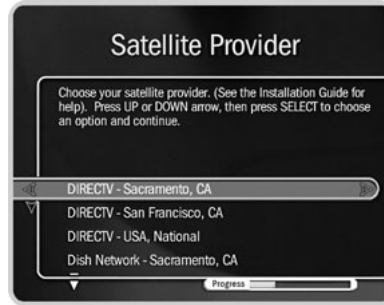 Satellite Provider
Choose your satellite provider. (See the Installation Guide for
help). Press UP or DOWN arrow, then press SELECT to choose
an option and continue.
DIRECTV - Sacramento, CA
DIRECTV - San Francisco, CA
DIRECTV - USA, National
Dish Network - Sacramento, CA
Progress